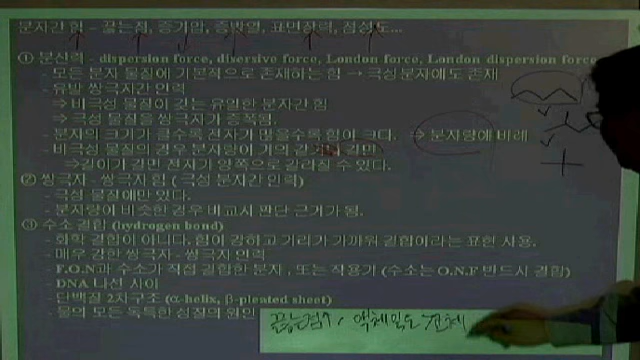 분자간 힘 - 끓는점, 증기압, 증발열, 표면장력, 점성도...
① 분산력 - dispersion force, disersive force, London force, London dispersion force
- 모든 분자 물질에 기본적으로 존재하는 힘 → 극성분자에도 존재
- 유발 쌍극자간 인력
⇒ 비극성 물질이 갖는 유일한 분자간 힘
⇒ 극성 물질을 쌍극자가 중폭됨.
- 분자의 크기가 클수록 전자가 많을수록 힘이 크다. ⇒ 분자량에 비례
- 비극성 물질의 경우 분자량이 거의 같
⇒길이가 길면 전자가 양쪽으로 갈라질 수 있다.
② 쌍극자 - 쌍극자 힘 (극성 분자간 인력)
- 극성 물질에만 있다.
- 분자량이 비슷한 경우 비교시 판단 근거가 됨.
③ 수소결합 (hydrogen bond)
- 화학 결합이 아니다. 힘이 강하고 거리가 가까워 결합이라는 표현 사용.
- 매우 강한 쌍극자 - 쌍극자 인력
- F.O.N과 수소가 직접 결합한 분자 , 또는 작용기 (수소는 O.N.F 반드시 결합)
- DNA 나선 사이
- 단백질 2차구조 (α-helix, β-pleated sheet)
- 물의 모든 독특한 성질의 원인
끓는점↑, 액체밀도 고체